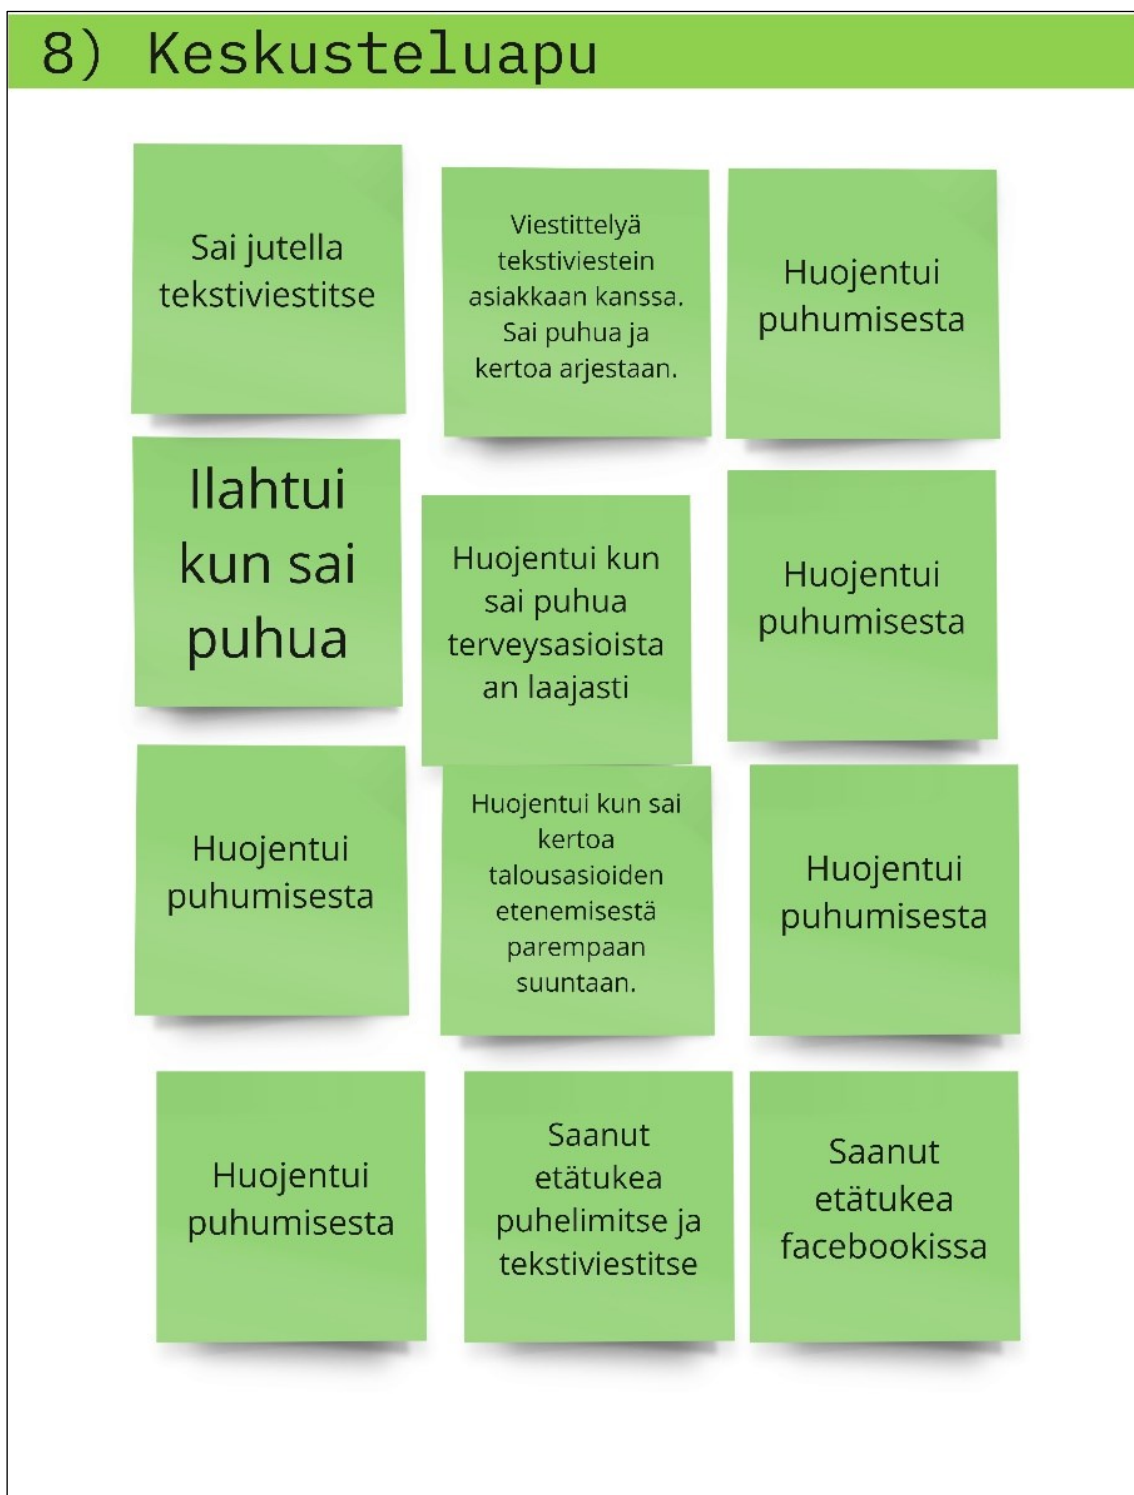 8) Keskusteluapu
Sai jutella
tekstiviestitse
Viestittelyä
tekstiviestein
asiakkaan kanssa.
Sai puhua ja
kertoa arjestaan.
Huojentui
puhumisesta
Ilahtui
kun sai
puhua
Huojentui kun
sai puhua
terveysasioista
an laajasti
Huojentui
puhumisesta
Huojentui
puhumisesta
Huojentui kun sai
kertoa
talousasioiden
etenemisestä
parempaan
suuntaan.
Huojentui
puhumisesta
Huojentui
puhumisesta
Saanut
etätukea
puhelimitse ja
tekstiviestitse
Saanut
etätukea
facebookissa